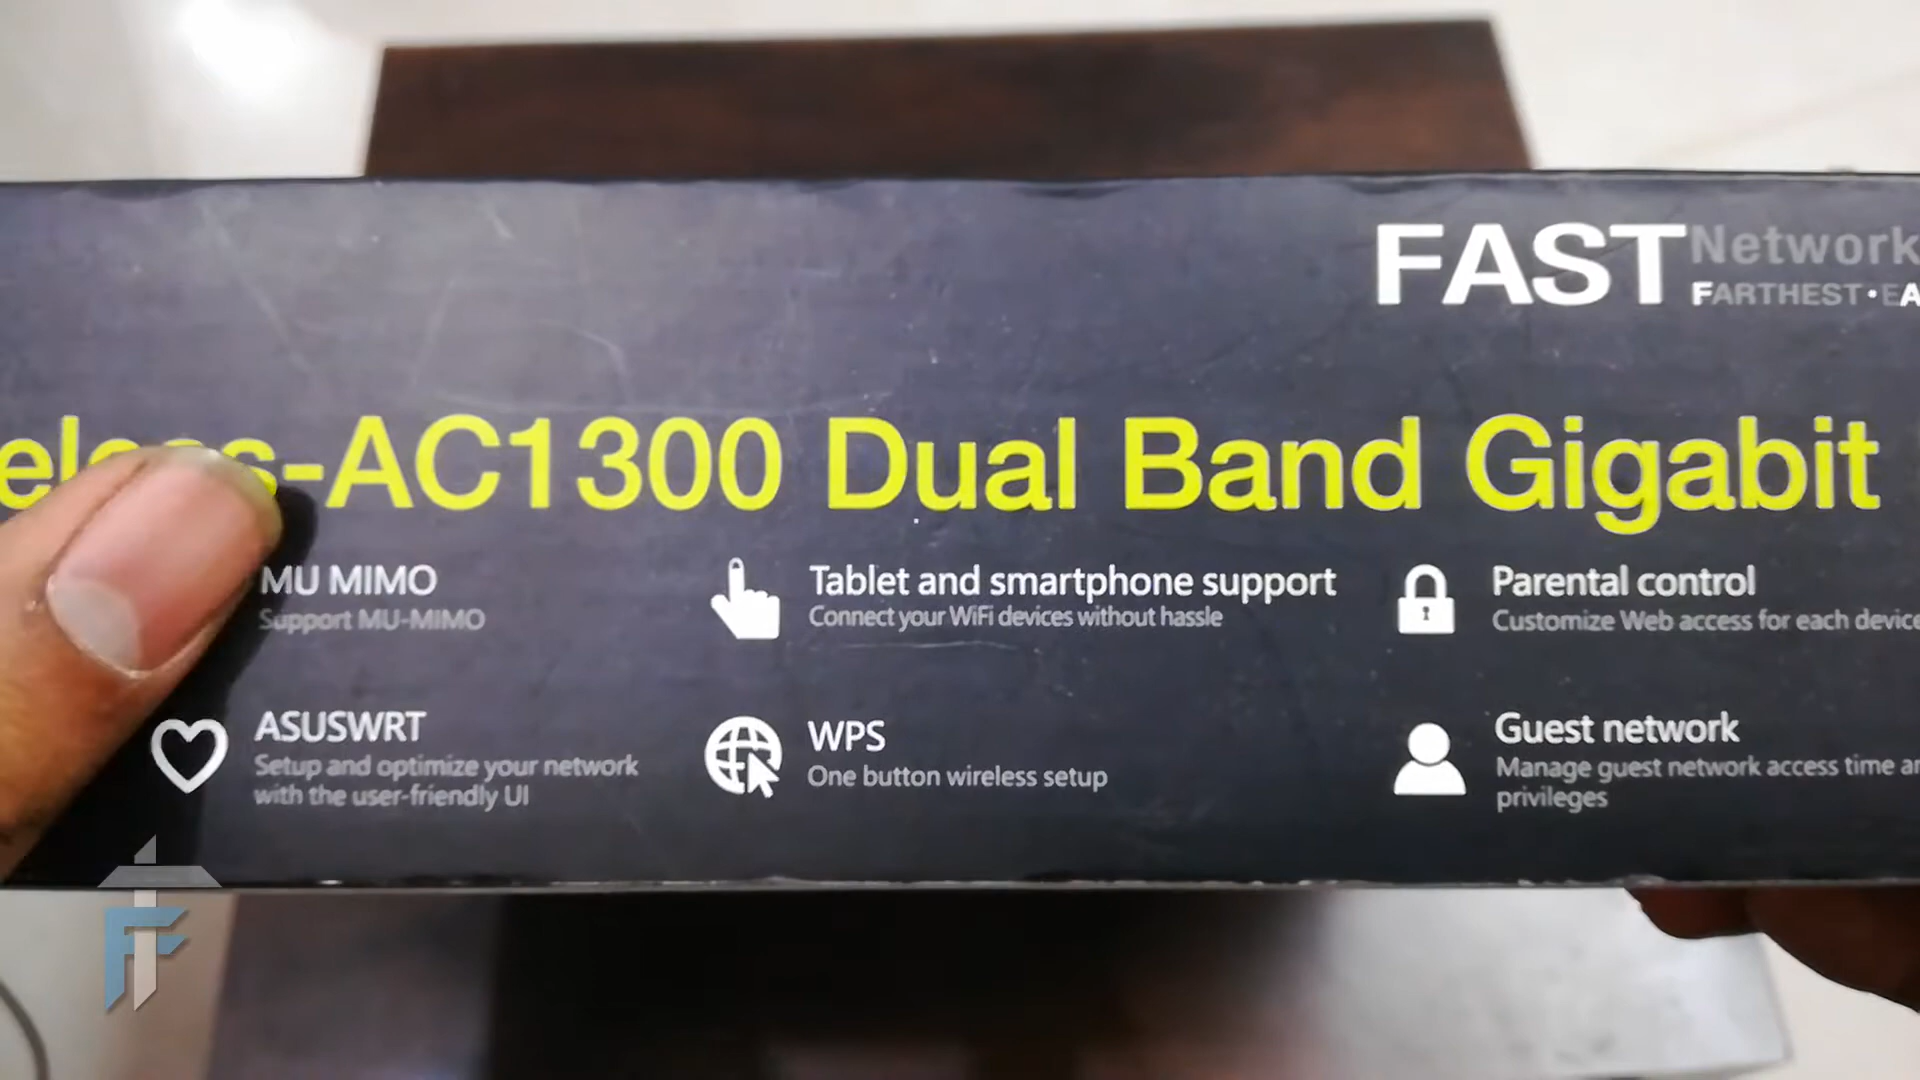 FAST Network
FARTHEST · EA
-AC1300 Dual Band Gigabit
MU MIMO
Support MU-MIMO
Tablet and smartphone support
Connect your WiFi devices without hassle
Parental control
Customize Web access for each device
ASUSWRT
Setup and optimize your network
with the user-friendly UI
WPS
One button wireless setup
Guest network
Manage guest network access time
privileges